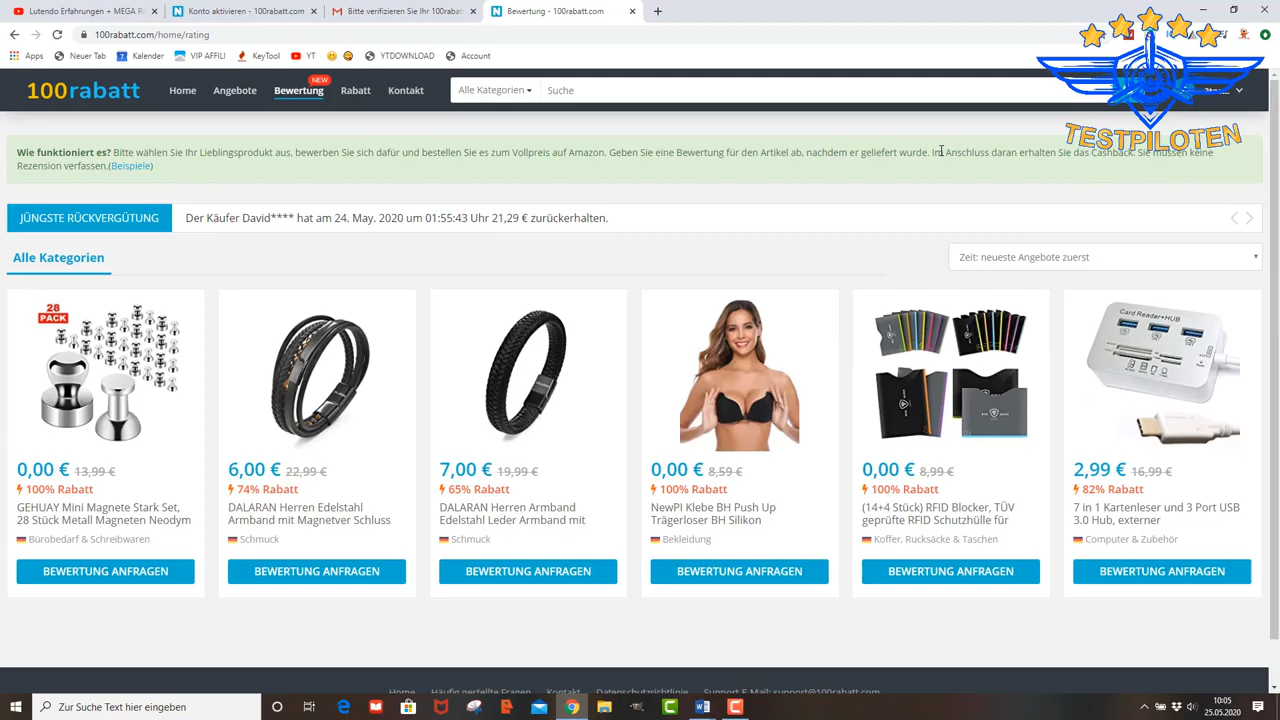 Lutendo Erfahrungen + MEGA R
Konto aktivieren - 100rabatt.com
Bitte verifizieren Sie Ihr 100raba
Bewertung - 100rabatt.com
100rabatt.com/home/rating
Apps
Neuer Tab
Kalender
VIP AFFILI
KeyTool
YT
YTDOWNLOAD
Account
100rabatt
Home
Angebote
Bewertung
NEW
Kontakt
Alle Kategorien
Suche
TESTPILOTEN
Wie funktioniert es? Bitte wählen Sie Ihr Lieblingsprodukt aus, bewerben Sie sich dafür und bestellen Sie es zum Vollpreis auf Amazon. Geben Sie eine Bewertung für den Artikel ab, nachdem er geliefert wurde. Im Anschluss daran erhalten Sie das Cashback. Sie müssen keine
Rezension verfassen.(Beispiele)
JÜNGSTE RÜCKVERGÜTUNG
Der Käufer David**** hat am 24. May. 2020 um 01:55:43 Uhr 21,29 € zurückerhalten.
Alle Kategorien
Zeit: neueste Angebote zuerst
28
PACK
Card Reader+HUB
0,00 € 13,99 €
100% Rabatt
GEHUAY Mini Magnete Stark Set,
28 Stück Metall Magneten Neodym
Bürobedarf & Schreibwaren
BEWERTUNG ANFRAGEN
6,00 € 22,99 €
74% Rabatt
DALARAN Herren Edelstahl
Armband mit Magnetver Schluss
Schmuck
BEWERTUNG ANFRAGEN
7,00 € 19,99 €
65% Rabatt
DALARAN Herren Armband
Edelstahl Leder Armband mit
Schmuck
BEWERTUNG ANFRAGEN
0,00 € 8,59 €
100% Rabatt
NewPI Klebe BH Push Up
Trägerloser BH Silikon
Bekleidung
BEWERTUNG ANFRAGEN
0,00 € 8,99 €
100% Rabatt
(14+4 Stück) RFID Blocker, TÜV
geprüfte RFID Schutzhülle für
Koffer, Rucksäcke & Taschen
BEWERTUNG ANFRAGEN
2,99 € 16,99 €
82% Rabatt
7 in 1 Kartenleser und 3 Port USB
3.0 Hub, externer
Computer & Zubehör
BEWERTUNG ANFRAGEN
Home
Häufig gestellte Fragen
Kontakt
Datenschutzrichtlinie
Support E-Mail: support@100rabatt.com
10:05
25.05.2020